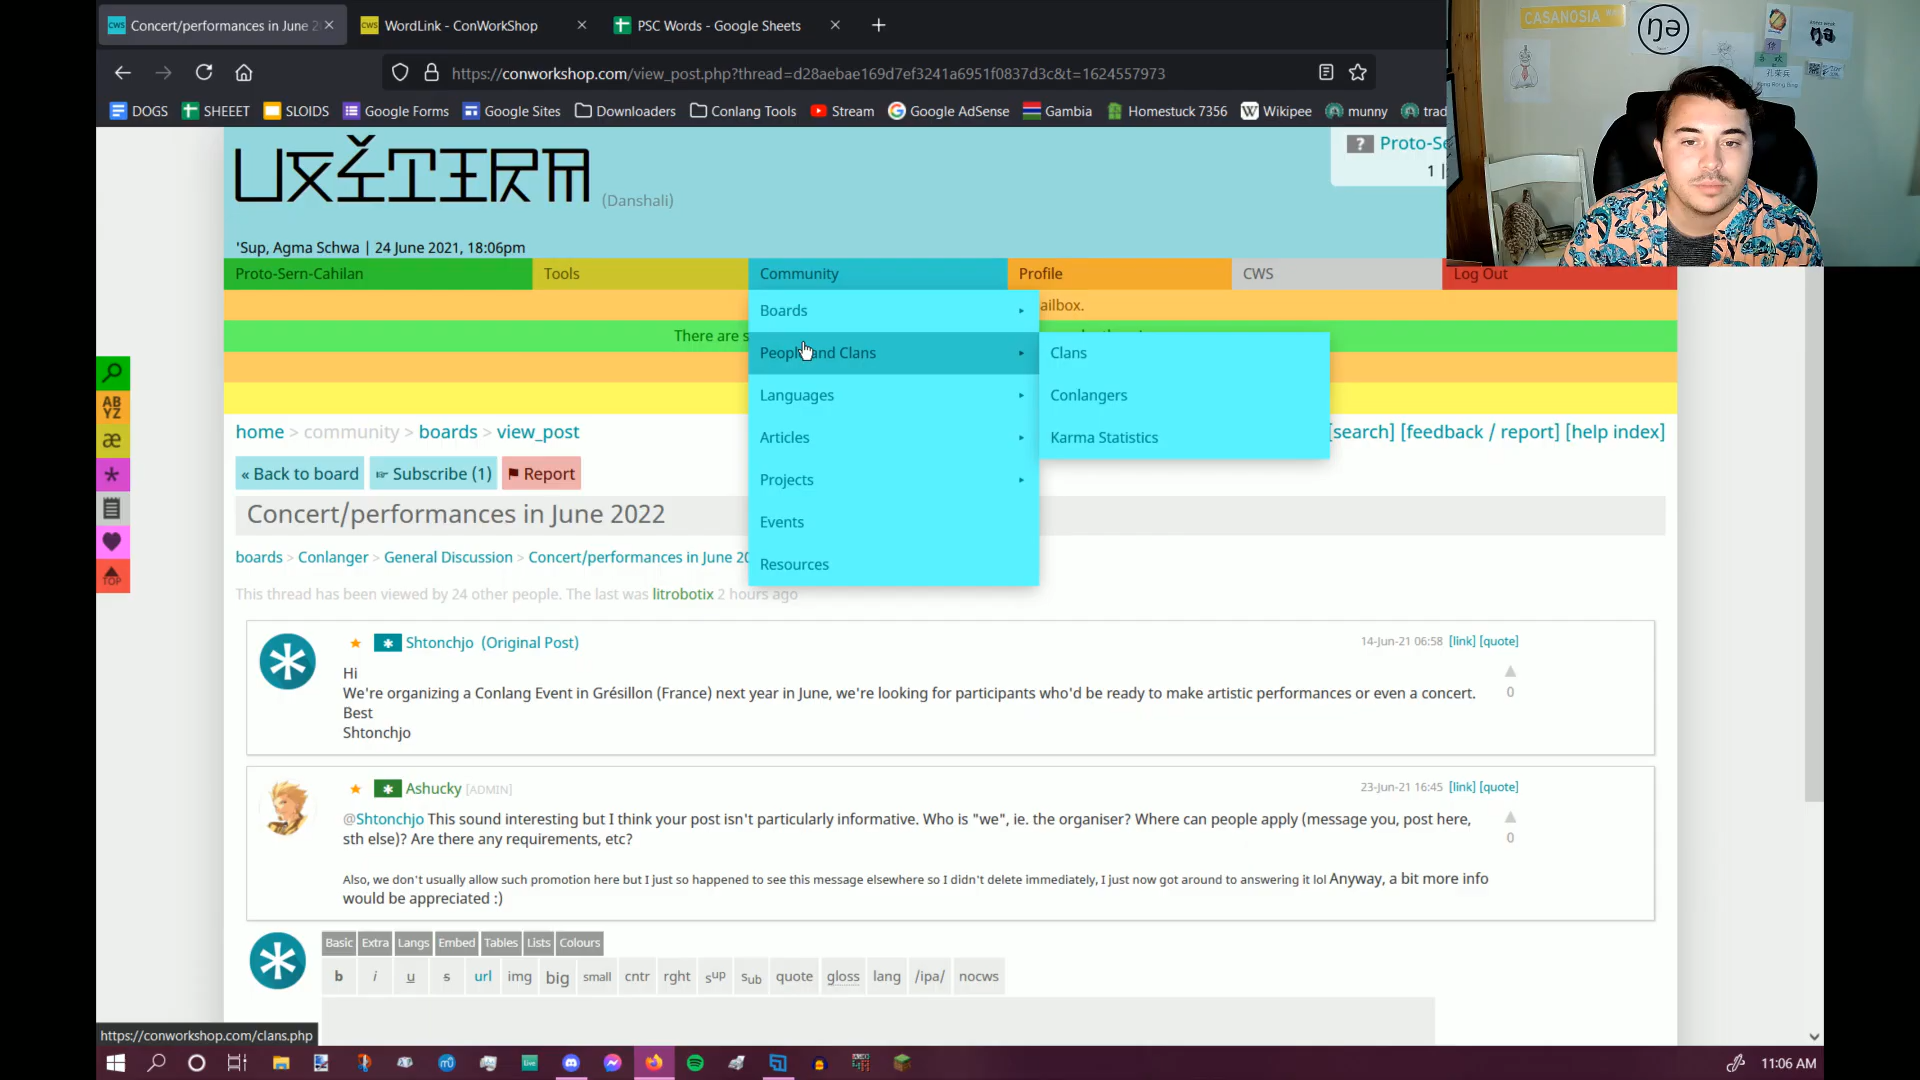 Concert/performances in June 2
WordLink - ConWorkShop
PSC Words - Google Sheets
https://conworkshop.com/view_post.php?thread=d28aebae169d7ef3241a6951f0837d3c&t=1624557973
DOGS
SHEEET
SLOIDS
Google Forms
Google Sites
Downloaders
Conlang Tools
Stream
Google AdSense
Gambia
Homestuck 7356
Wikipee
munny
trad
CASANOSIA
ŋə
(Danshali)
? Proto-Se
1 |
'Sup, Agma Schwa | 24 June 2021, 18:06pm
Proto-Sern-Cahilan
Tools
Community
Profile
CWS
Log Out
Boards
ailbox.
There are s
People and Clans
Clans
Languages
Conlangers
Articles
Karma Statistics
Projects
Events
Resources
AB
YZ
æ
TOP
home > community > boards > view_post
[search] [feedback / report] [help index]
« Back to board
Subscribe (1)
Report
Concert/performances in June 2022
boards > Conlanger > General Discussion > Concert/performances in June 20
This thread has been viewed by 24 other people. The last was litrobotix 2 hours ago
Shtonchjo (Original Post)
14-Jun-21 06:58 [link] [quote]
Hi
We're organizing a Conlang Event in Grésillon (France) next year in June, we're looking for participants who'd be ready to make artistic performances or even a concert.
0
Best
Shtonchjo
Ashucky [ADMIN]
23-Jun-21 16:45 [link] [quote]
@Shtonchjo This sound interesting but I think your post isn't particularly informative. Who is "we", ie. the organiser? Where can people apply (message you, post here,
sth else)? Are there any requirements, etc?
0
Also, we don't usually allow such promotion here but I just so happened to see this message elsewhere so I didn't delete immediately, I just now got around to answering it lol Anyway, a bit more info
would be appreciated :)
Basic Extra Langs Embed Tables Lists Colours
b i u s url img big small cntr rght sup sub quote gloss lang /ipa/ nocws
https://conworkshop.com/clans.php
11:06 AM